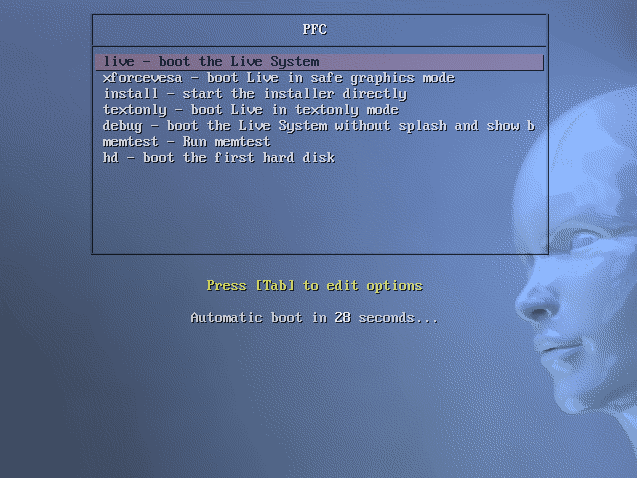 PFC
live - boot the Live System
xforcevesa - boot Live in safe graphics mode
install - start the installer directly
textonly - boot Live in textonly mode
debug - boot the Live System without splash and show b
memtest - Run memtest
hd - boot the first hard disk
Press [Tab] to edit options
Automatic boot in 28 seconds...